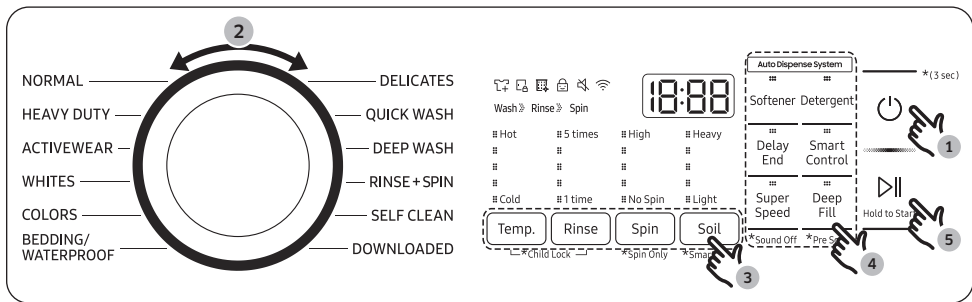 2
NORMAL
HEAVY DUTY
ACTIVEWEAR
WHITES
COLORS
BEDDING/
WATERPROOF
DELICATES
QUICK WASH
DEEP WASH
RINSE+SPIN
SELF CLEAN
DOWNLOADED
18:88
Wash Rinse Spin
Hot 5 times High Heavy
Cold 1 time No Spin Light
Temp. Rinse Spin Soil
*Child Lock *Spin Only
3
Auto Dispense System
Softener Detergent
Delay
End
Smart
Control
Super
Speed
Deep
Fill
*Sound Off
4
*(3 sec)
1
Hold to Start
5